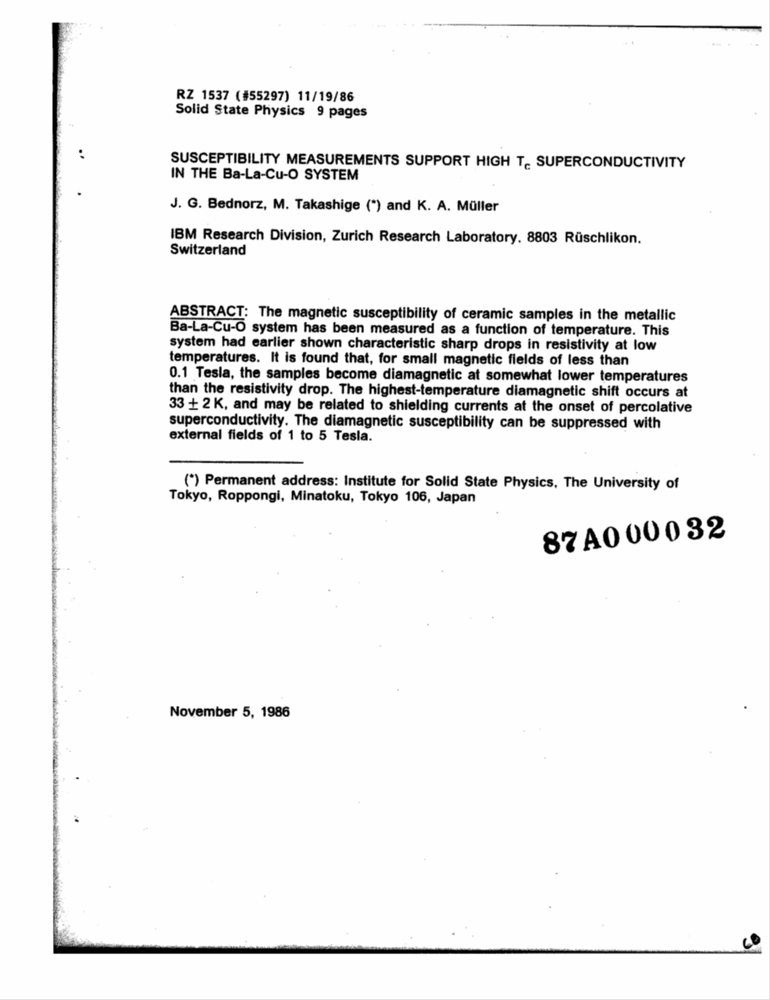 RZ 1537 (#55297) 11/19/86
Solid State Physics 9 pages
SUSCEPTIBILITY MEASUREMENTS SUPPORT HIGH Tc SUPERCONDUCTIVITY
IN THE Ba-La-Cu-O SYSTEM
J. G. Bednorz, M. Takashige (*) and K. A. Müller
IBM Research Division, Zurich Research Laboratory, 8803 Rüschlikon,
Switzerland
ABSTRACT: The magnetic susceptibility of ceramic samples in the metallic
Ba-La-Cu-O system has been measured as a function of temperature. This
system had earlier shown characteristic sharp drops in resistivity at low
temperatures. It is found that, for small magnetic fields of less than
0.1 Tesla, the samples become diamagnetic at somewhat lower temperatures
than the resistivity drop. The highest-temperature diamagnetic shift occurs at
33 ± 2 K, and may be related to shielding currents at the onset of percolative
superconductivity. The diamagnetic susceptibility can be suppressed with
external fields of 1 to 5 Tesla.
(*) Permanent address: Institute for Solid State Physics, The University of
Tokyo, Roppongi, Minatoku, Tokyo 106, Japan
87A000032
November 5, 1986